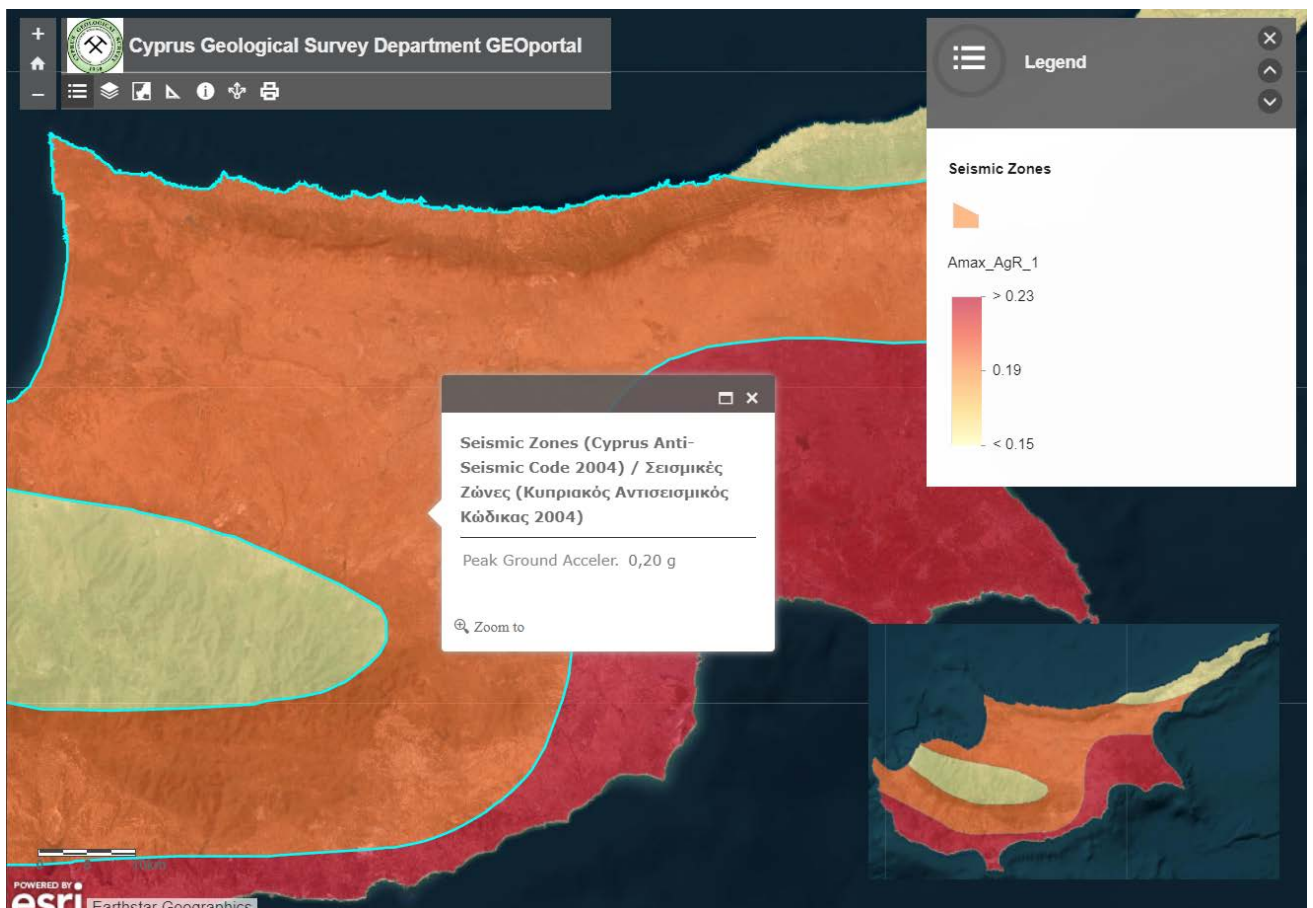 Cyprus Geological Survey Department GEOportal
Legend
Seismic Zones
Amax_AgR_1
> 0.23
0.19
< 0.15
Seismic Zones (Cyprus Anti-
Seismic Code 2004) / Σεισμικές
Ζώνες (Κυπριακός Αντισεισμικός
Κώδικας 2004)
Peak Ground Acceler. 0,20 g
Zoom to
POWERED BY
esri
Earthstar Geographics